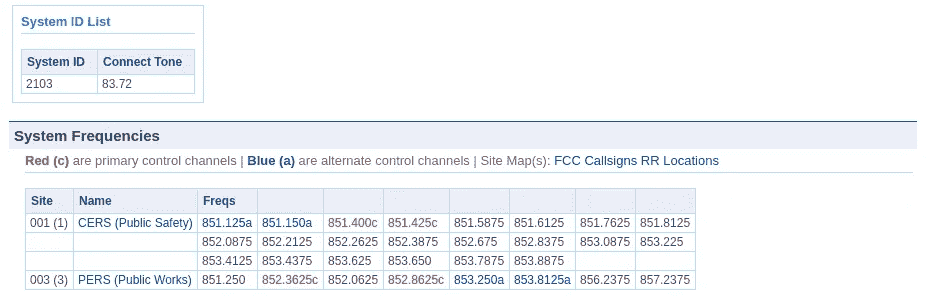 System ID List
System ID Connect Tone
2103 83.72
System Frequencies
Red (c) are primary control channels | Blue (a) are alternate control channels | Site Map(s): FCC Callsigns RR Locations
Site Name Freqs
001 (1) CERS (Public Safety) 851.125a 851.150a 851.400c 851.425c 851.5875 851.6125 851.7625 851.8125
852.0875 852.2125 852.2625 852.3875 852.675 852.8375 853.0875 853.225
853.4125 853.4375 853.625 853.650 853.7875 853.8875
003 (3) PERS (Public Works) 851.250 852.3625c 852.0625 852.8625c 853.250a 853.8125a 856.2375 857.2375